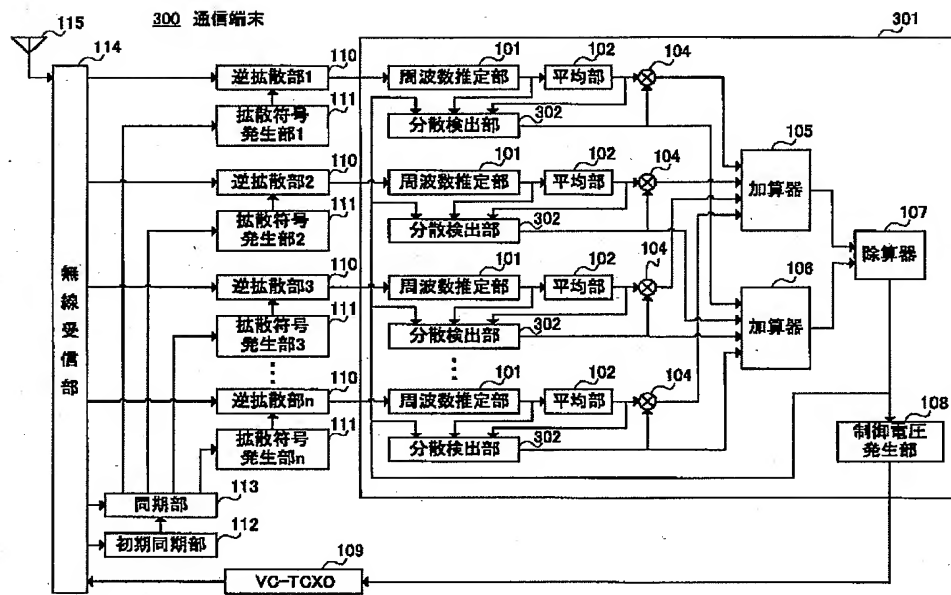 300 通信端末
301
115
114
110
逆拡散部1
101
周波数推定部
102
平均部
104
111
拡散符号
発生部1
302
分散検出部
105
加算器
110
逆拡散部2
101
周波数推定部
102
平均部
104
111
拡散符号
発生部2
302
分散検出部
107
除算器
無線受信部
110
逆拡散部3
101
周波数推定部
102
平均部
104
106
加算器
111
拡散符号
発生部3
302
分散検出部
110
逆拡散部n
101
周波数推定部
102
平均部
104
111
拡散符号
発生部n
302
分散検出部
108
制御電圧
発生部
113
同期部
112
初期同期部
109
VC-TCXO